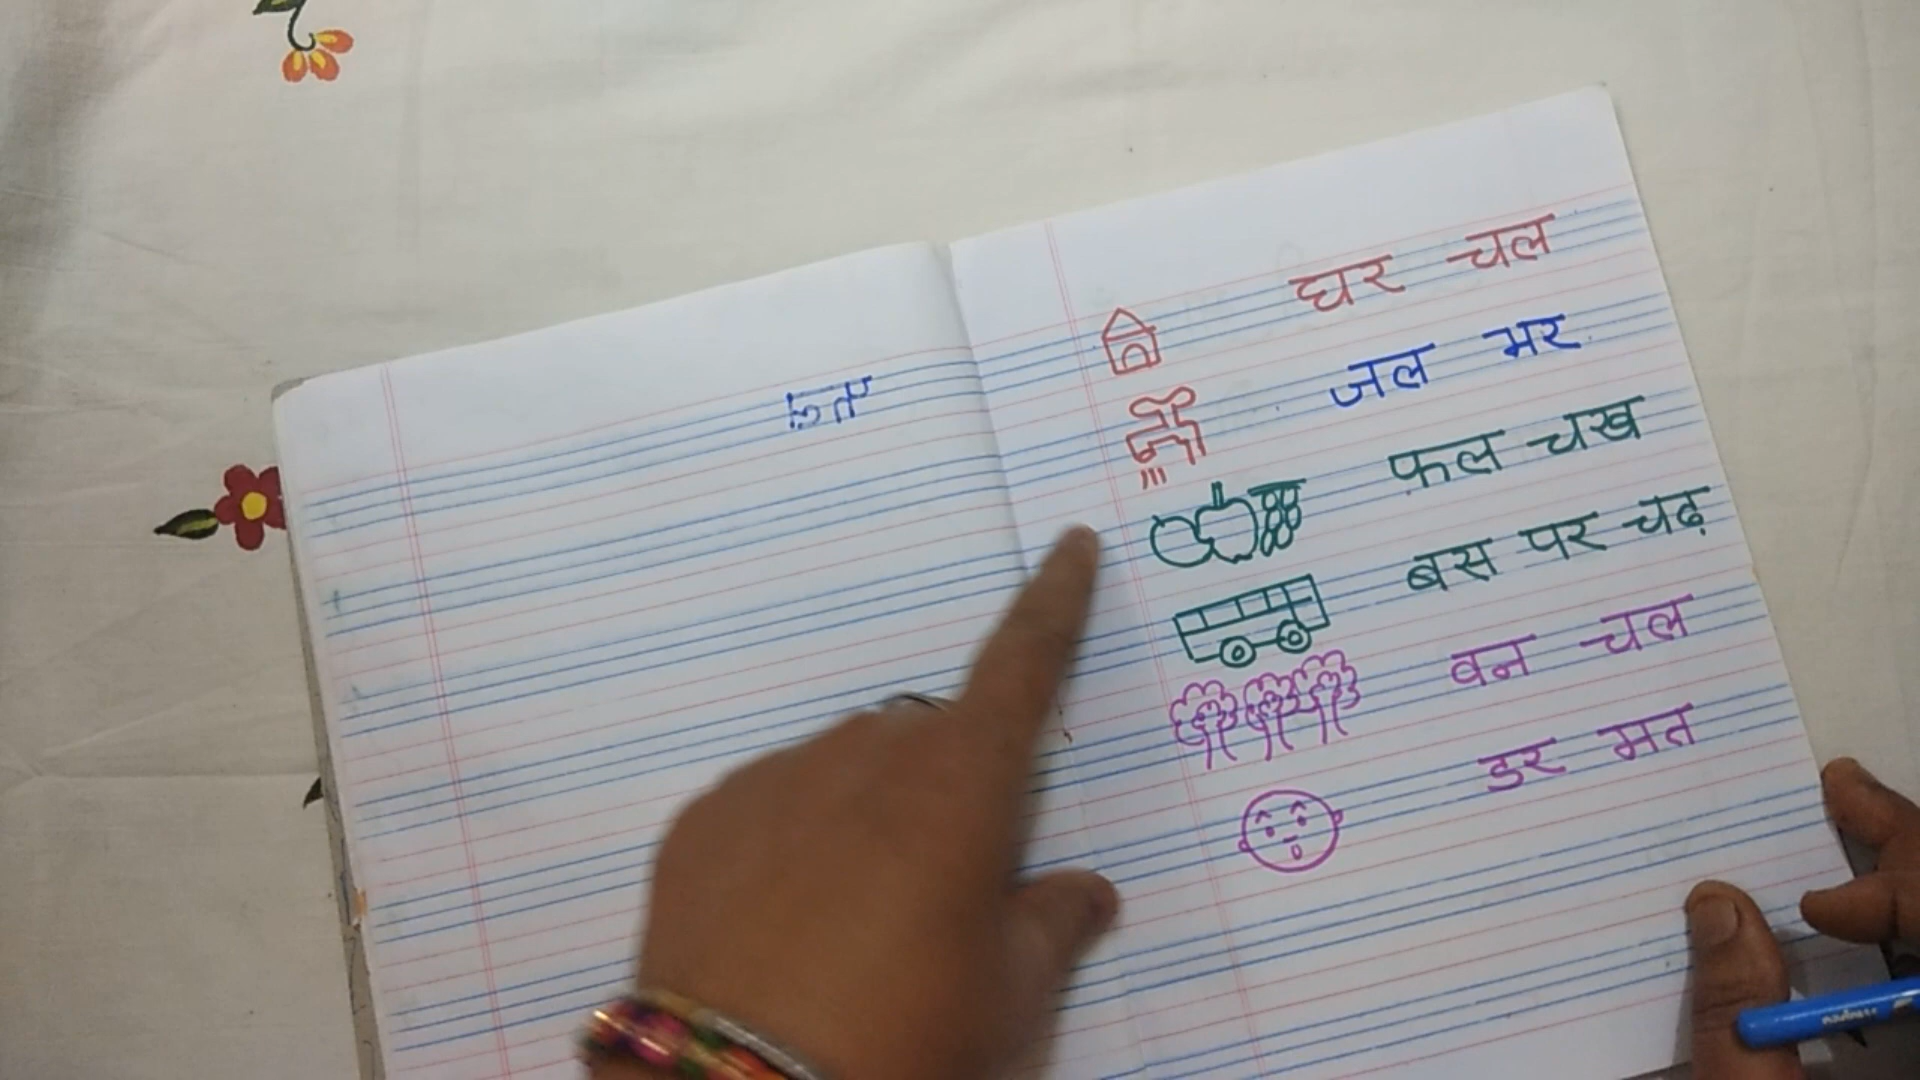 घर चल
जल भर
फल चख
बस पर चढ़
वन चल
डर मत